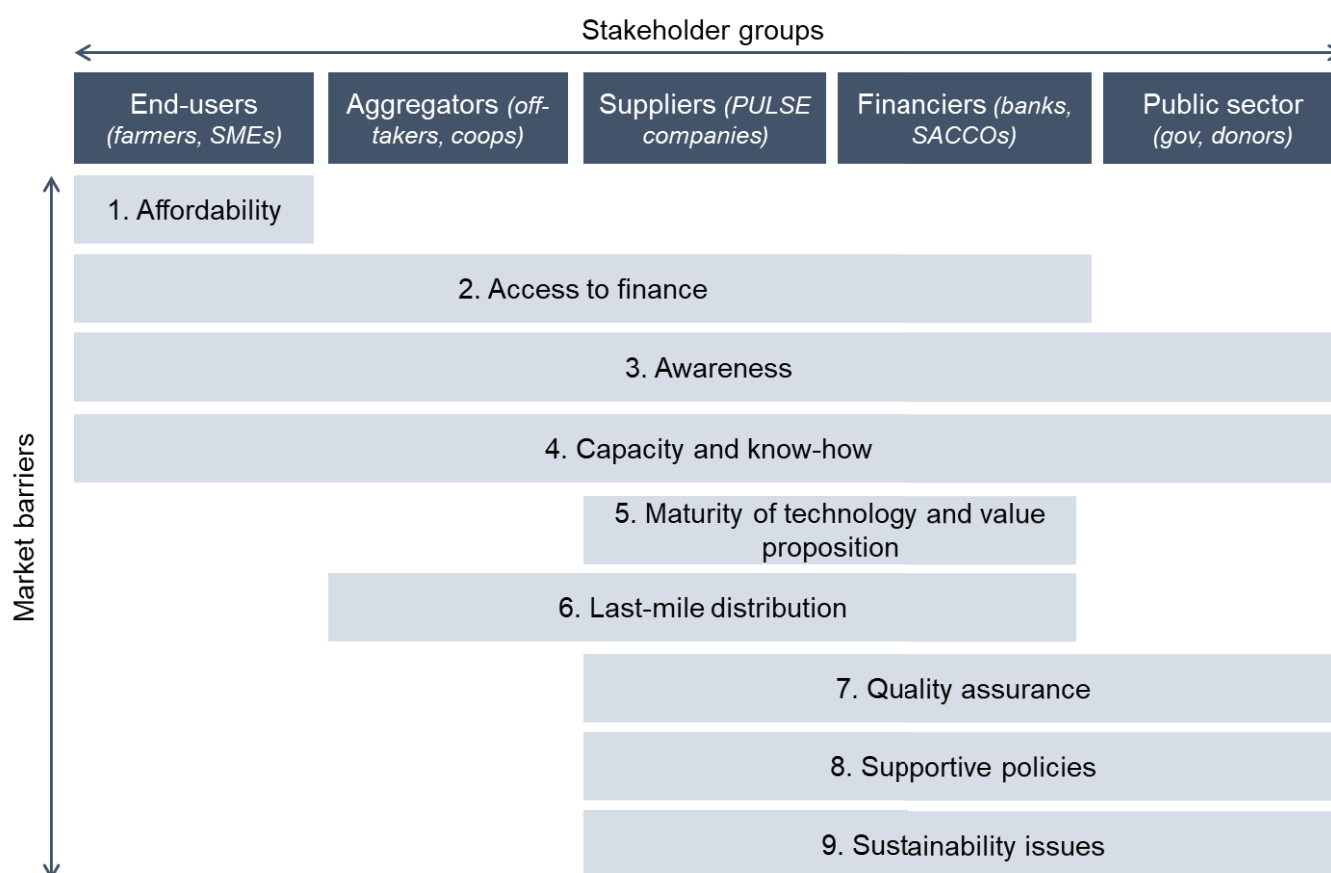 Stakeholder groups
End-users
(farmers, SMEs)
Aggregators (off-
takers, coops)
Suppliers (PULSE
companies)
Financiers (banks,
SACCOs)
Public sector
(gov, donors)
Market barriers
1. Affordability
2. Access to finance
3. Awareness
4. Capacity and know-how
5. Maturity of technology and value
proposition
6. Last-mile distribution
7. Quality assurance
8. Supportive policies
9. Sustainability issues